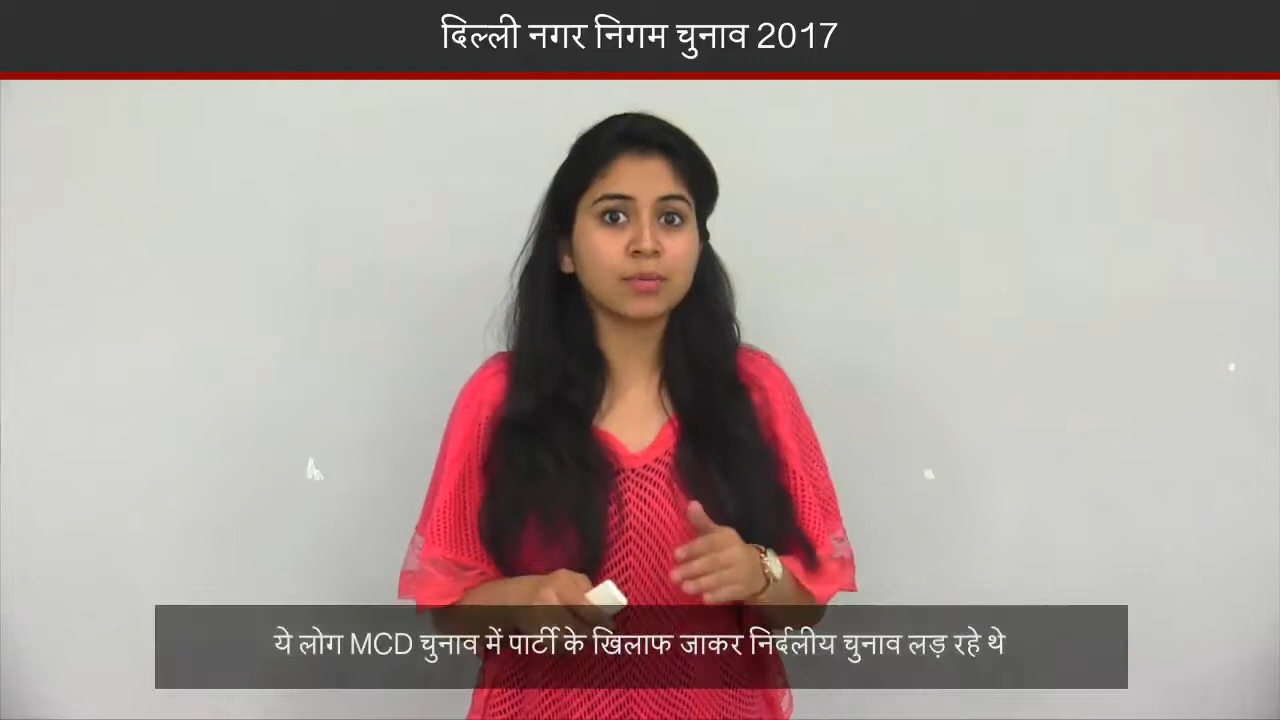 दिल्ली नगर निगम चुनाव 2017
ये लोग MCD चुनाव में पार्टी के खिलाफ जाकर निर्दलीय चुनाव लड़ रहे थे